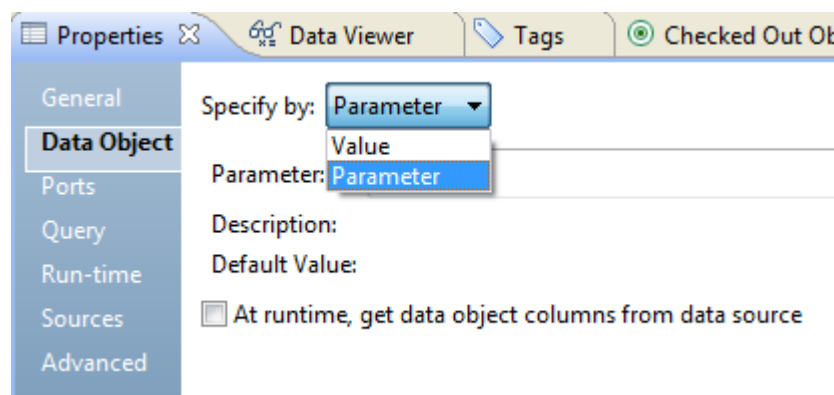 Properties Data Viewer Tags Checked Out Ob
General
Data Object
Ports
Query
Run-time
Sources
Advanced
Specify by: Parameter
Value
Parameter
Parameter:
Description:
Default Value:
At runtime, get data object columns from data source